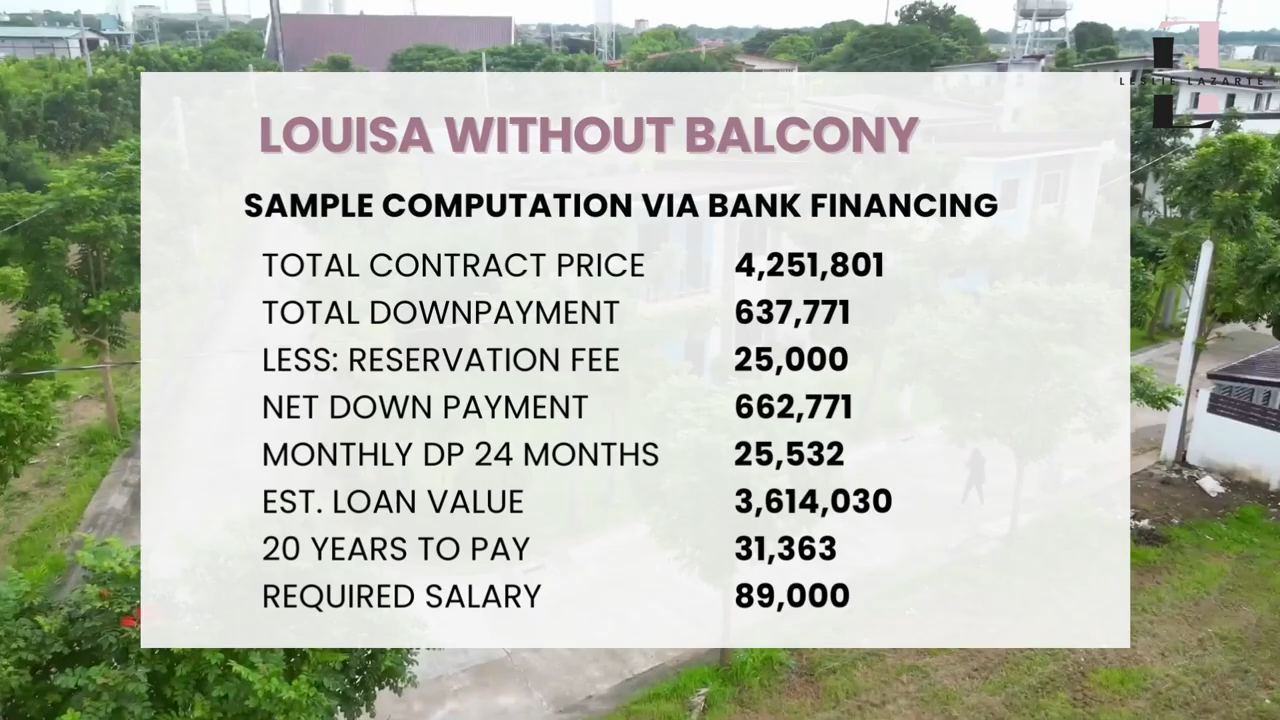 LESLIE LAZARTE
LOUISA WITHOUT BALCONY
SAMPLE COMPUTATION VIA BANK FINANCING
TOTAL CONTRACT PRICE 4,251,801
TOTAL DOWNPAYMENT 637,771
LESS: RESERVATION FEE 25,000
NET DOWN PAYMENT 662,771
MONTHLY DP 24 MONTHS 25,532
EST. LOAN VALUE 3,614,030
20 YEARS TO PAY 31,363
REQUIRED SALARY 89,000